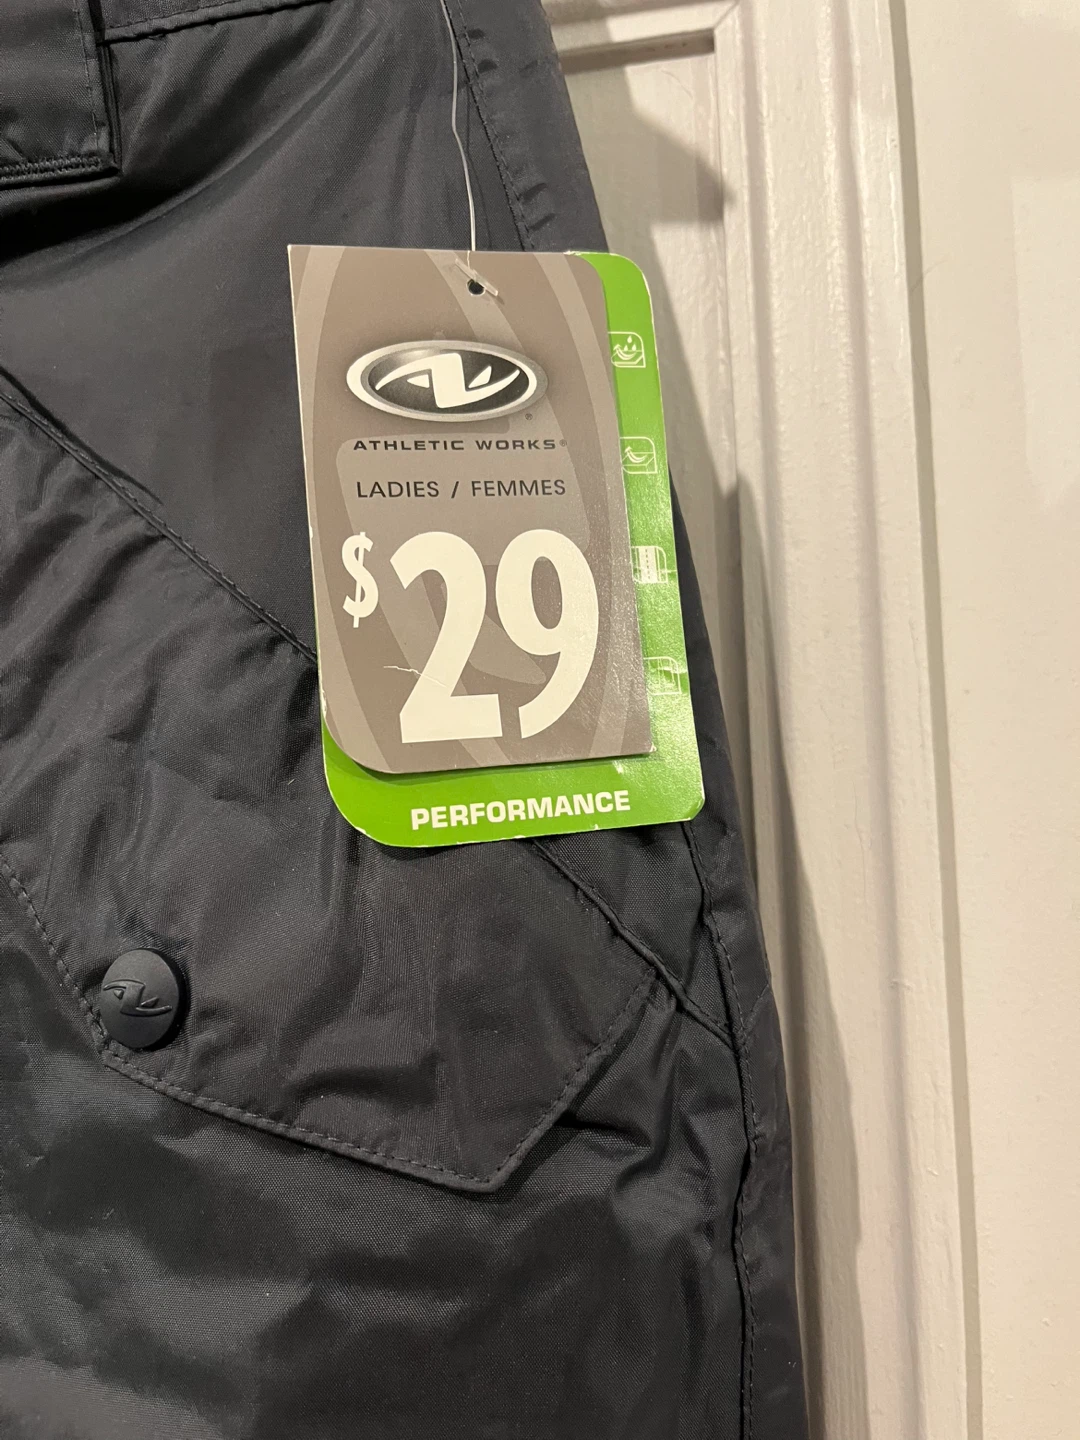 ATHLETIC WORKS®
LADIES / FEMMES
$29
PERFORMANCE